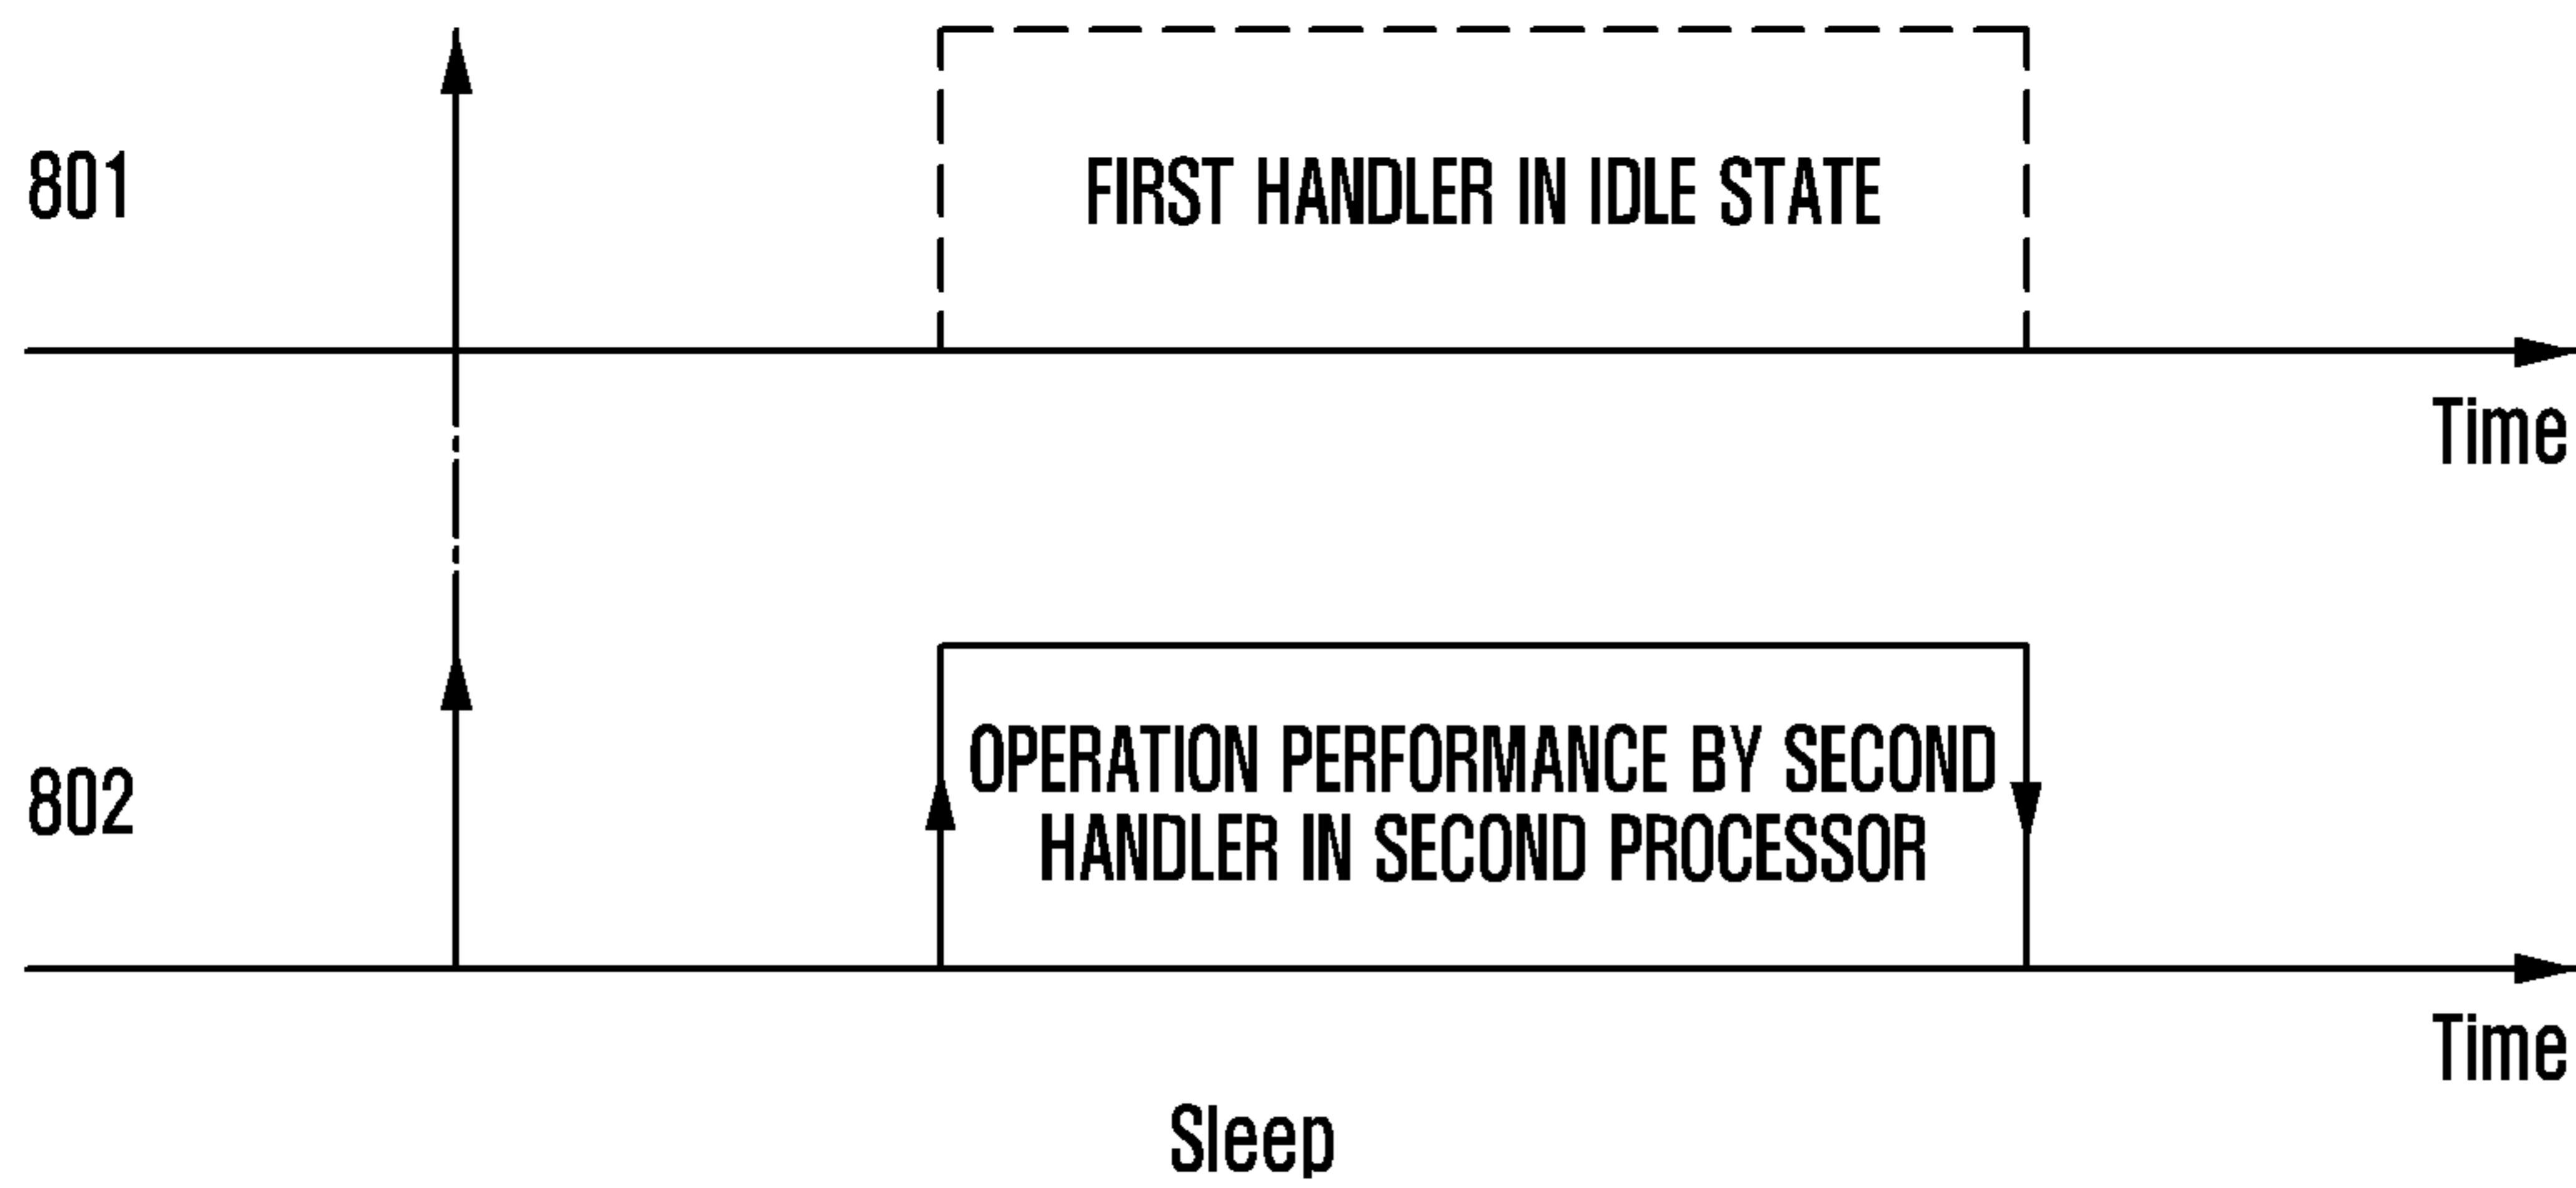 801
FIRST HANDLER IN IDLE STATE
Time
802
OPERATION PERFORMANCE BY SECOND
HANDLER IN SECOND PROCESSOR
Time
Sleep